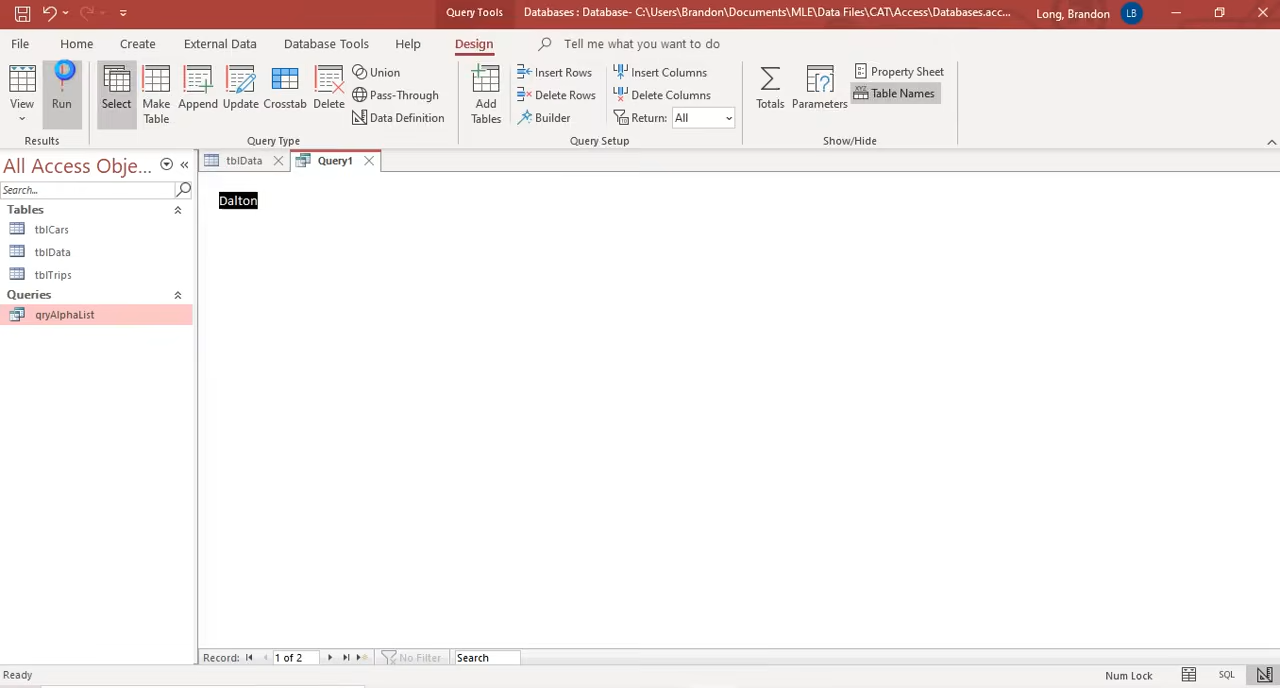 Query Tools
Databases : Database- C:\Users\Brandon\Documents\MLE\Data Files\CAT\Access\Databases.acc...
Long, Brandon
LB
File
Home
Create
External Data
Database Tools
Help
Design
Tell me what you want to do
View
Run
Select
Make Table
Append
Update
Crosstab
Delete
Union
Pass-Through
Data Definition
Add Tables
Insert Rows
Delete Rows
Builder
Insert Columns
Delete Columns
Return: All
Totals
Parameters
Property Sheet
XYZ Table Names
Results
Query Type
Query Setup
Show/Hide
All Access Obje...
Search...
Tables
tblCars
tblData
tblTrips
Queries
qryAlphaList
tblData
Query1
Dalton
Record: 1 of 2
No Filter
Search
Ready
Num Lock
SQL